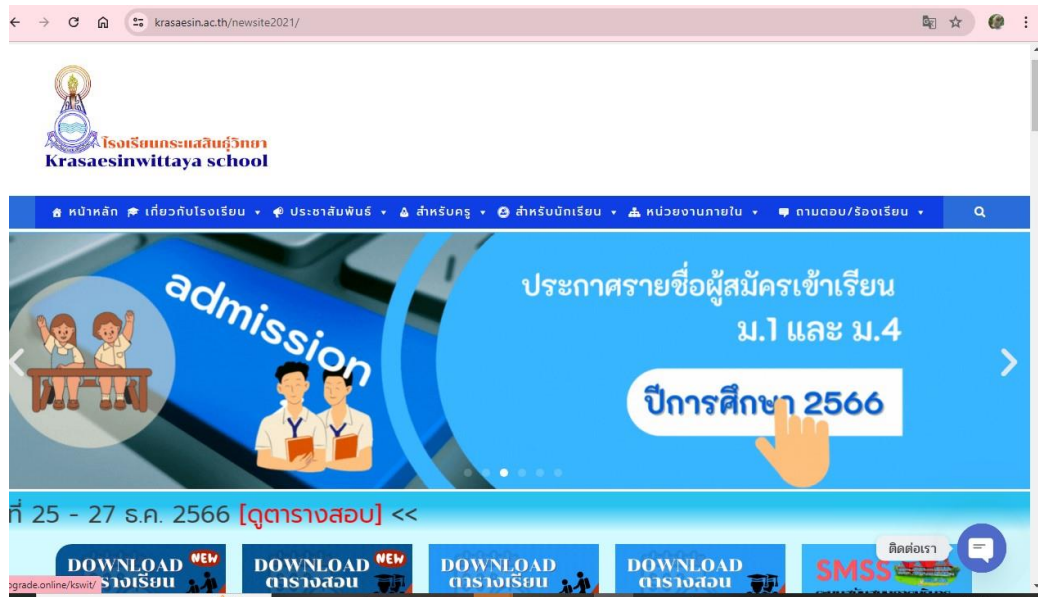 krasaesin.ac.th/newsite2021/
โรงเรียนกระแสสินธุ์วิทยา
Krasaesinwittaya school
หน้าหลัก เกี่ยวกับโรงเรียน ประชาสัมพันธ์ สำหรับครู สำหรับนักเรียน หน่วยงานภายใน ถามตอบ/ร้องเรียน
admission
ประกาศรายชื่อผู้สมัครเข้าเรียน
ม.1 และ ม.4
ปีการศึกษา 2566
ที่ 25 - 27 ธ.ค. 2566 [ดูตารางสอบ] <<
ติดต่อเรา
DOWNLOAD NEW DOWNLOAD NEW DOWNLOAD DOWNLOAD SMSS
ตารางสอน ตารางเรียน ตารางสอน
ograde.online/kswit/